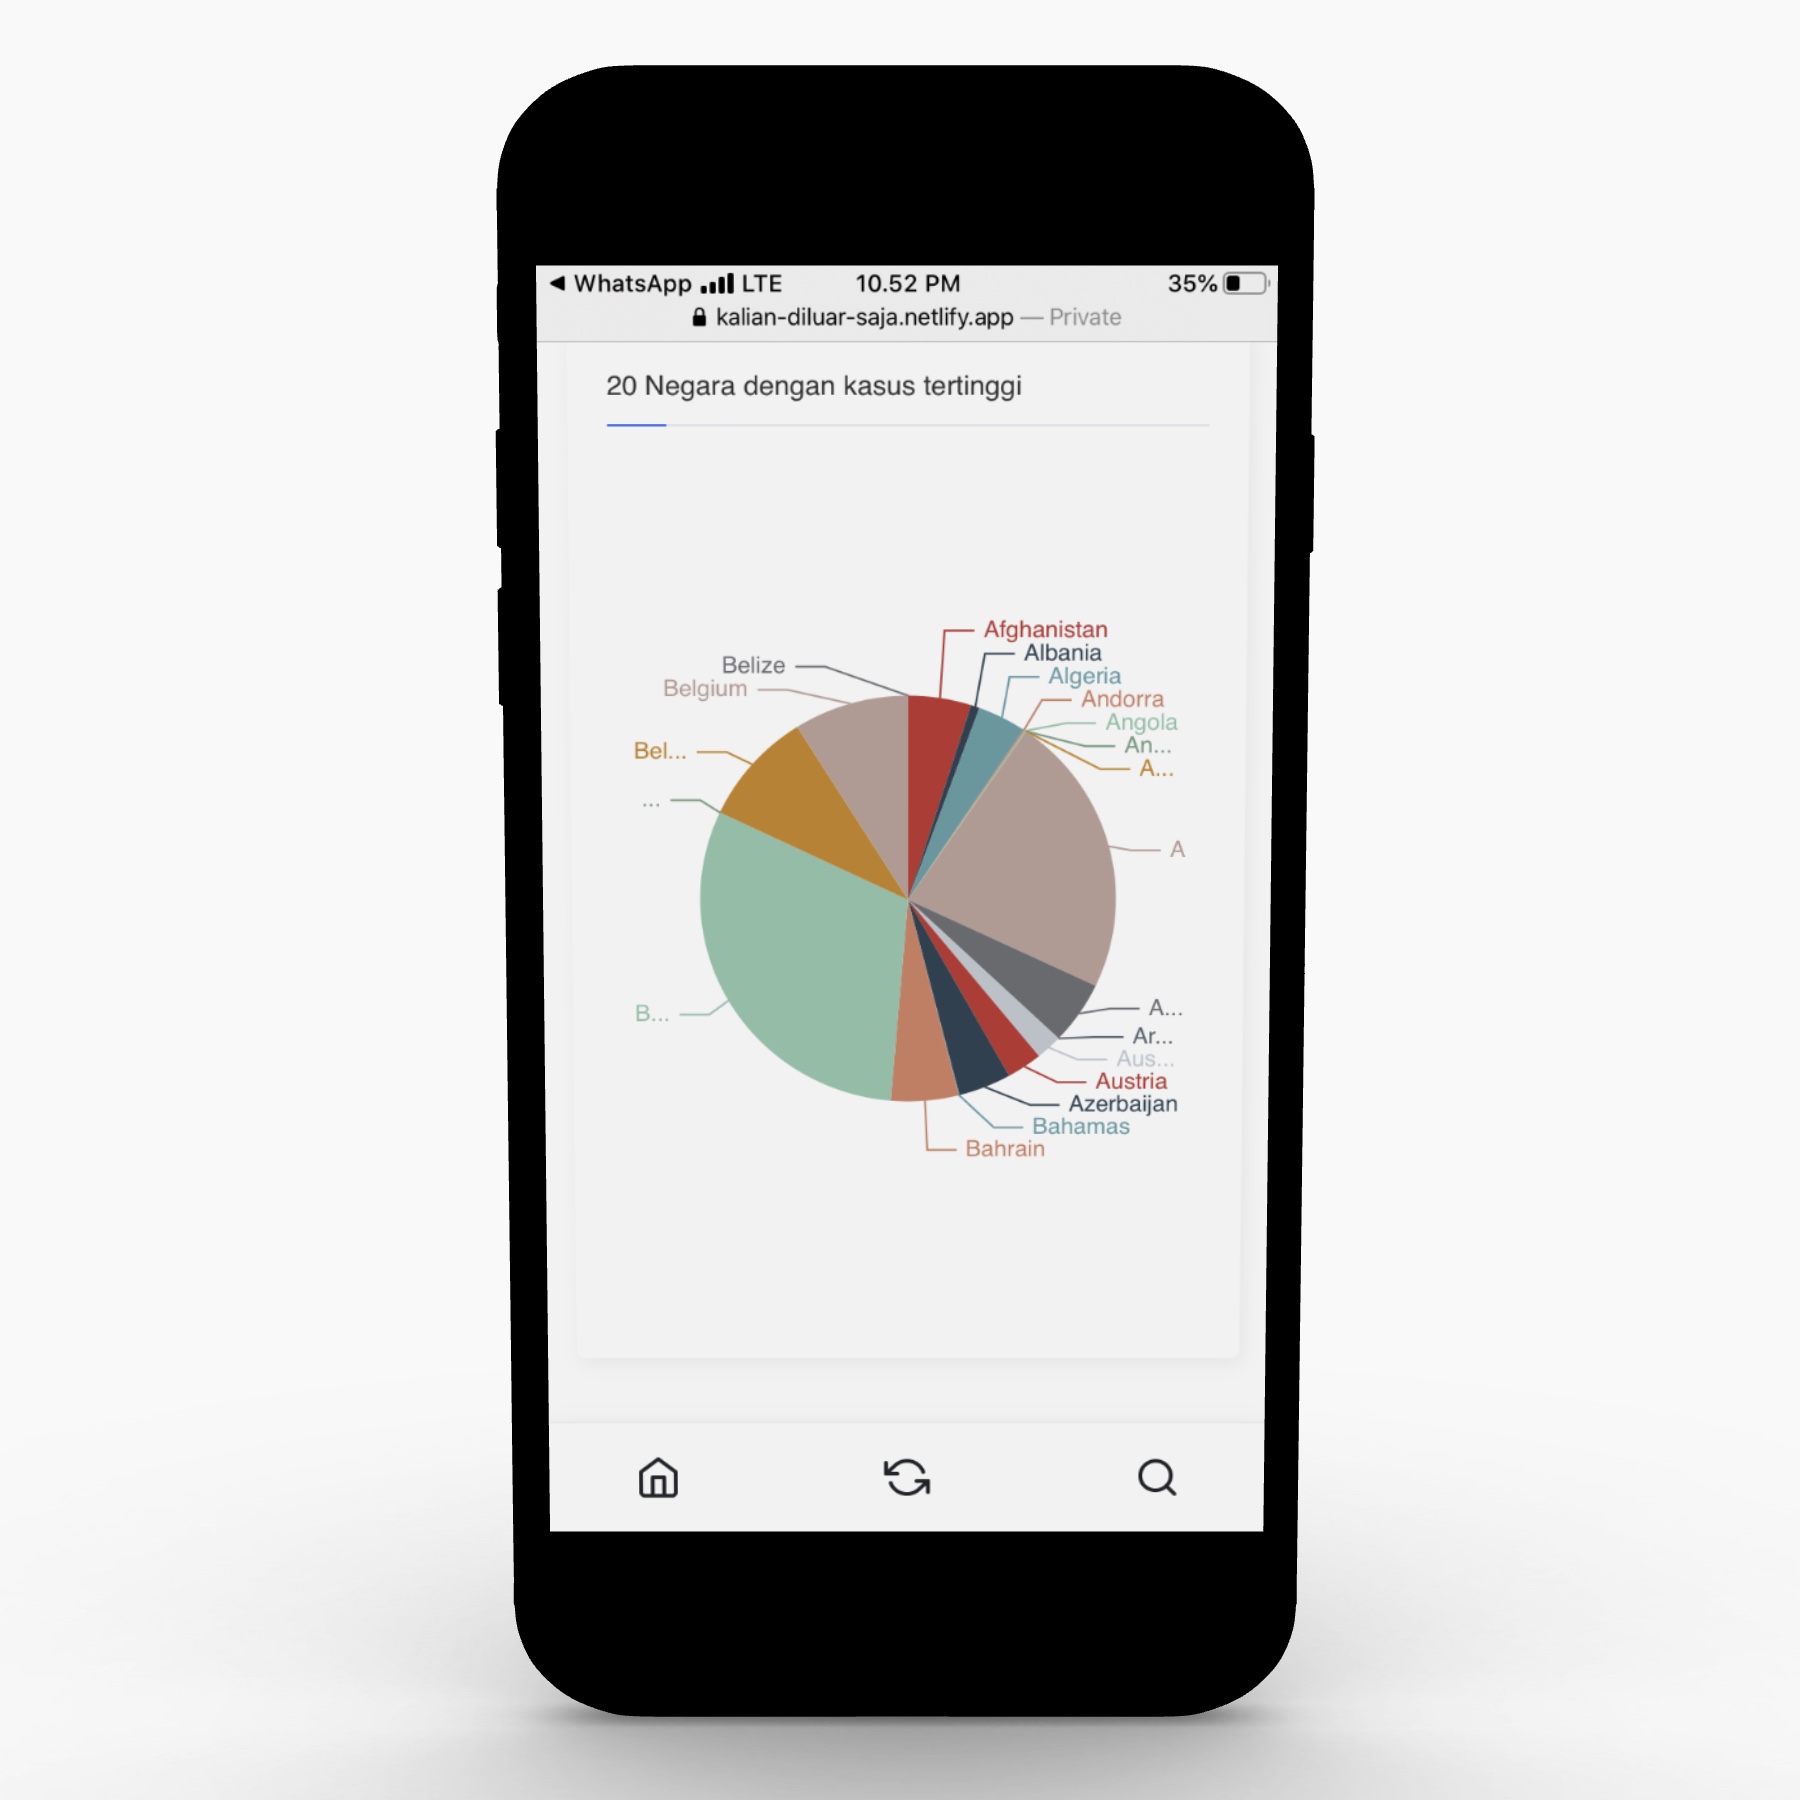 ◀ WhatsApp LTE 10.52 PM 35%
kalian-diluar-saja.netlify.app — Private
20 Negara dengan kasus tertinggi
Afghanistan
Albania
Belize
Algeria
Belgium
Andorra
Angola
An...
Bel...
A...
...
A
A...
B...
Ar...
Aus...
Austria
Azerbaijan
Bahamas
Bahrain